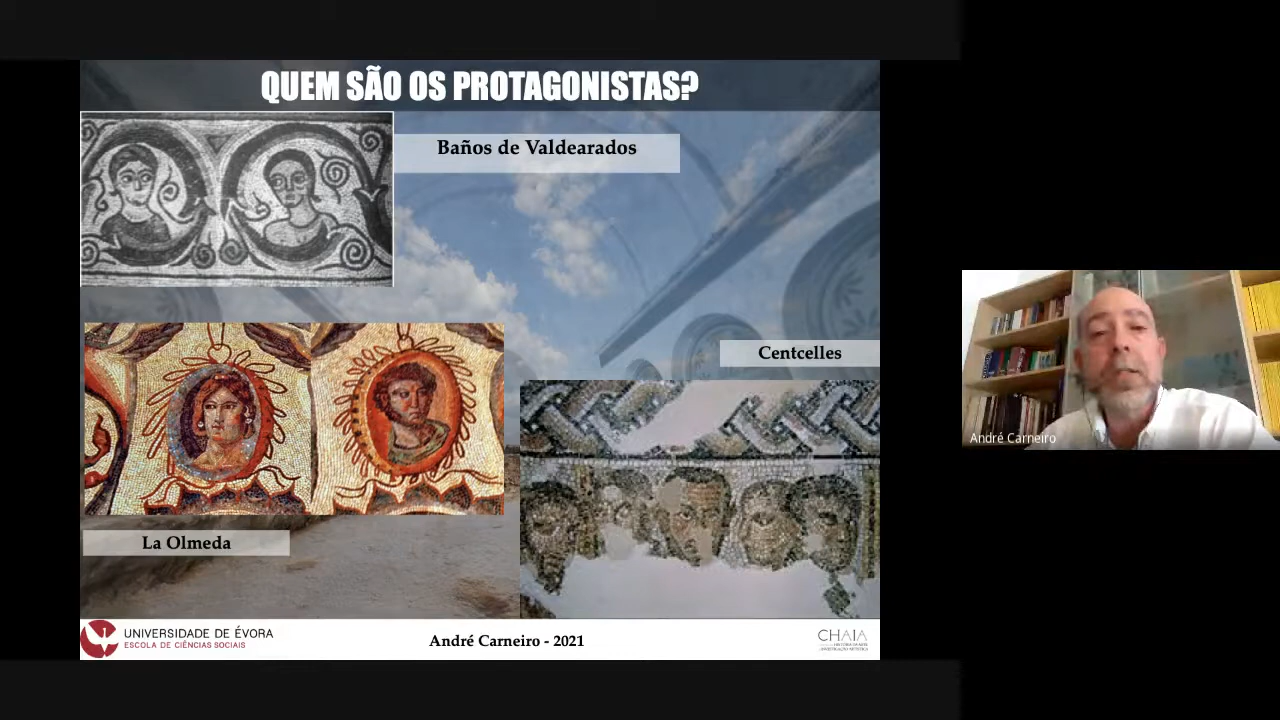 QUEM SÃO OS PROTAGONISTAS?
Baños de Valdearados
Centcelles
La Olmeda
André Carneiro
UNIVERSIDADE DE ÉVORA
ESCOLA DE CIÊNCIAS SOCIAIS
André Carneiro - 2021
CHAIA